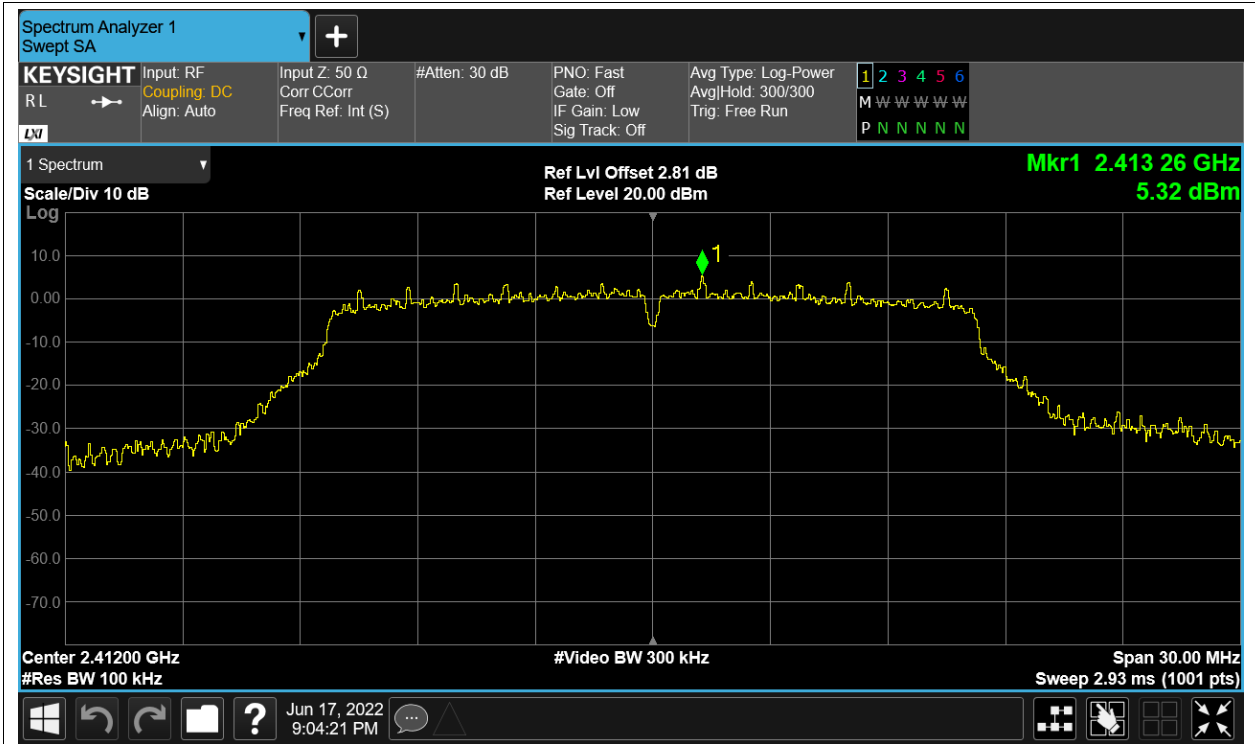 Spectrum Analyzer 1
Swept SA
KEYSIGHT
R L
LXI
Input: RF
Coupling: DC
Align: Auto
Input Z: 50 Ω
Corr CCorr
Freq Ref: Int (S)
#Atten: 30 dB
PNO: Fast
Gate: Off
IF Gain: Low
Sig Track: Off
Avg Type: Log-Power
Avg|Hold: 300/300
Trig: Free Run
1 2 3 4 5 6
M W W W W W
P N N N N N
1 Spectrum
Scale/Div 10 dB
Log
Ref Lvl Offset 2.81 dB
Ref Level 20.00 dBm
Mkr1 2.413 26 GHz
5.32 dBm
1
10.0
0.00
-10.0
-20.0
-30.0
-40.0
-50.0
-60.0
-70.0
Center 2.41200 GHz
#Res BW 100 kHz
#Video BW 300 kHz
Span 30.00 MHz
Sweep 2.93 ms (1001 pts)
?
Jun 17, 2022
9:04:21 PM